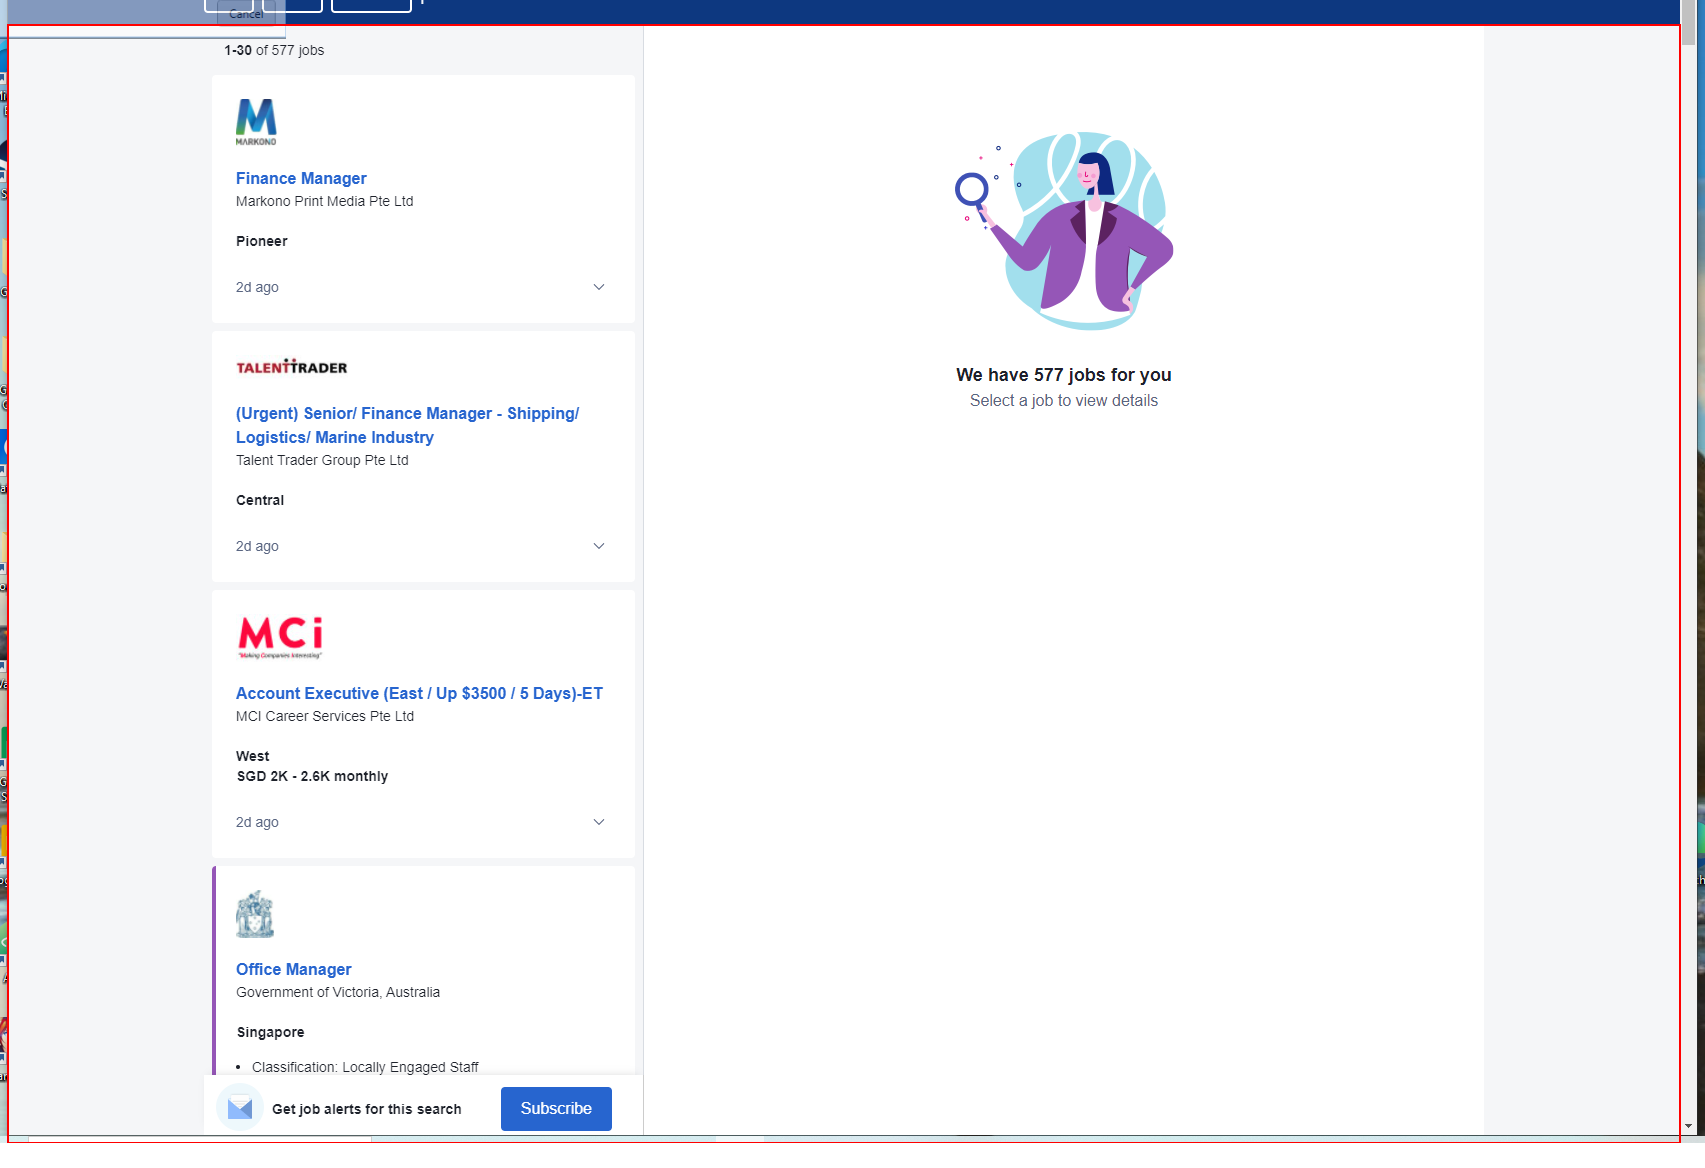 Cancel
1-30 of 577 jobs
MARKONO
Finance Manager
Markono Print Media Pte Ltd
Pioneer
2d ago
TALENTTRADER
(Urgent) Senior/ Finance Manager - Shipping/
Logistics/ Marine Industry
Talent Trader Group Pte Ltd
Central
2d ago
MCi
"Making Companies Interesting"
Account Executive (East / Up $3500 / 5 Days)-ET
MCI Career Services Pte Ltd
West
SGD 2K - 2.6K monthly
2d ago
Office Manager
Government of Victoria, Australia
Singapore
• Classification: Locally Engaged Staff
Get job alerts for this search
Subscribe
We have 577 jobs for you
Select a job to view details